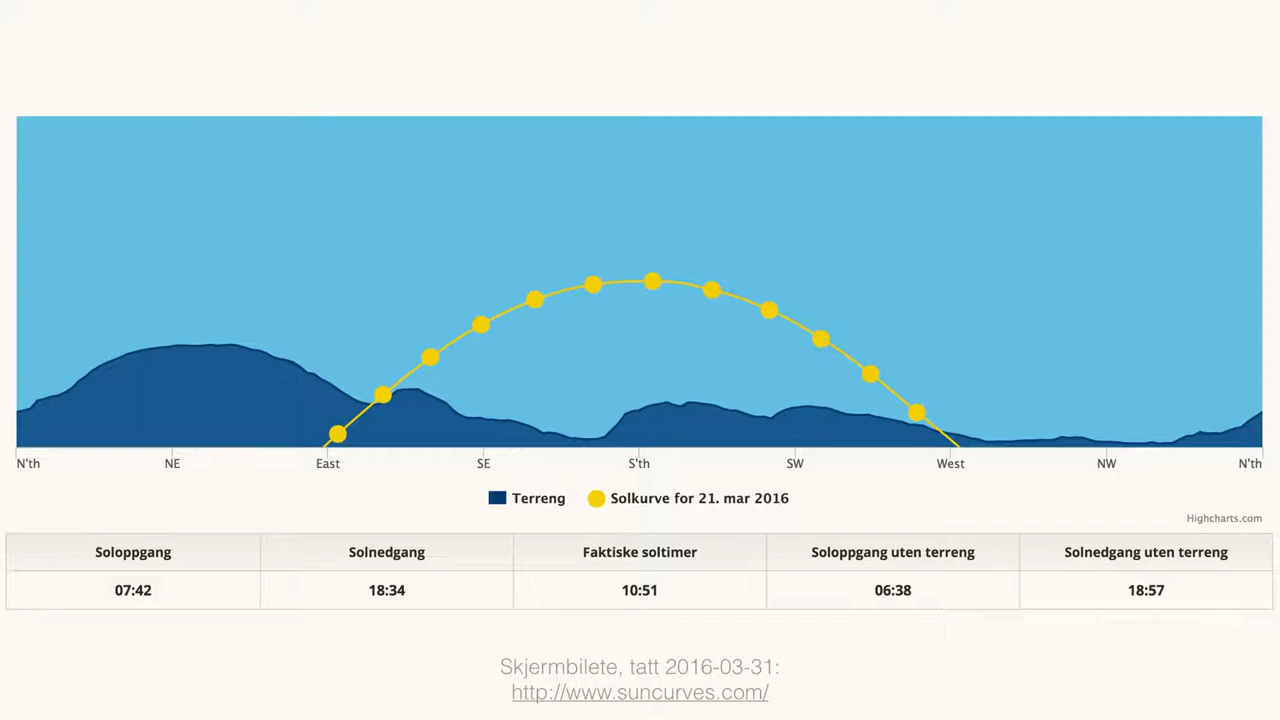 N'th NE East SE S'th SW West NW N'th
Terreng Solkurve for 21. mar 2016
Highcharts.com
Soloppgang Solnedgang Faktiske soltimer Soloppgang uten terreng Solnedgang uten terreng
07:42 18:34 10:51 06:38 18:57
Skjermbilete, tatt 2016-03-31:
http://www.suncurves.com/